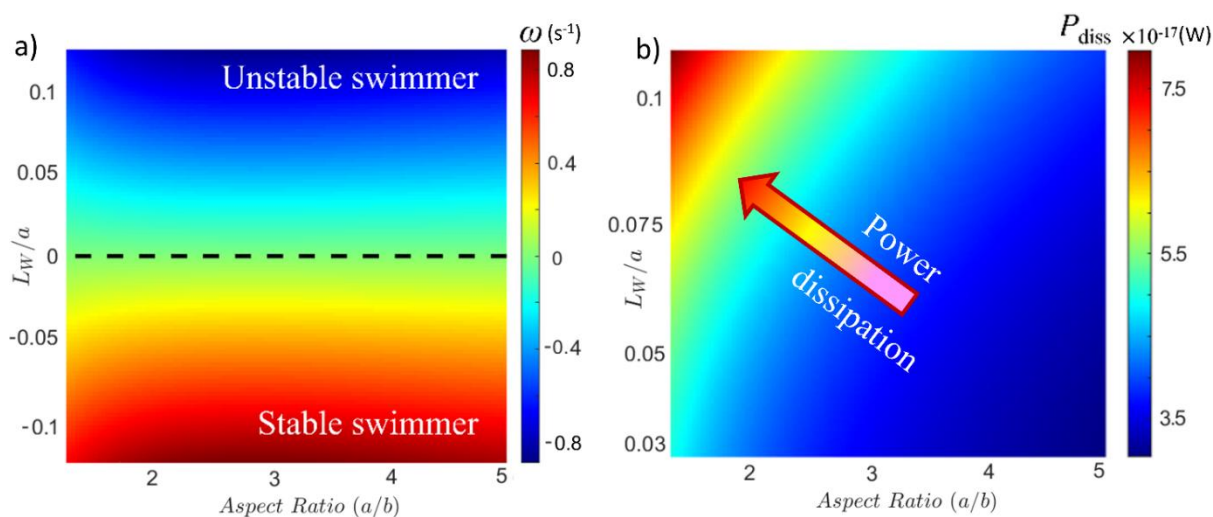 a)
ω (s⁻¹)
Unstable swimmer
Stable swimmer
L_W/a
0.1
0.05
0
-0.05
-0.1
2
3
4
5
Aspect Ratio (a/b)
0.8
0.4
0
-0.4
-0.8
b)
P_diss ×10⁻¹⁷(W)
Power
dissipation
L_W/a
0.1
0.075
0.05
0.03
2
3
4
5
Aspect Ratio (a/b)
7.5
5.5
3.5